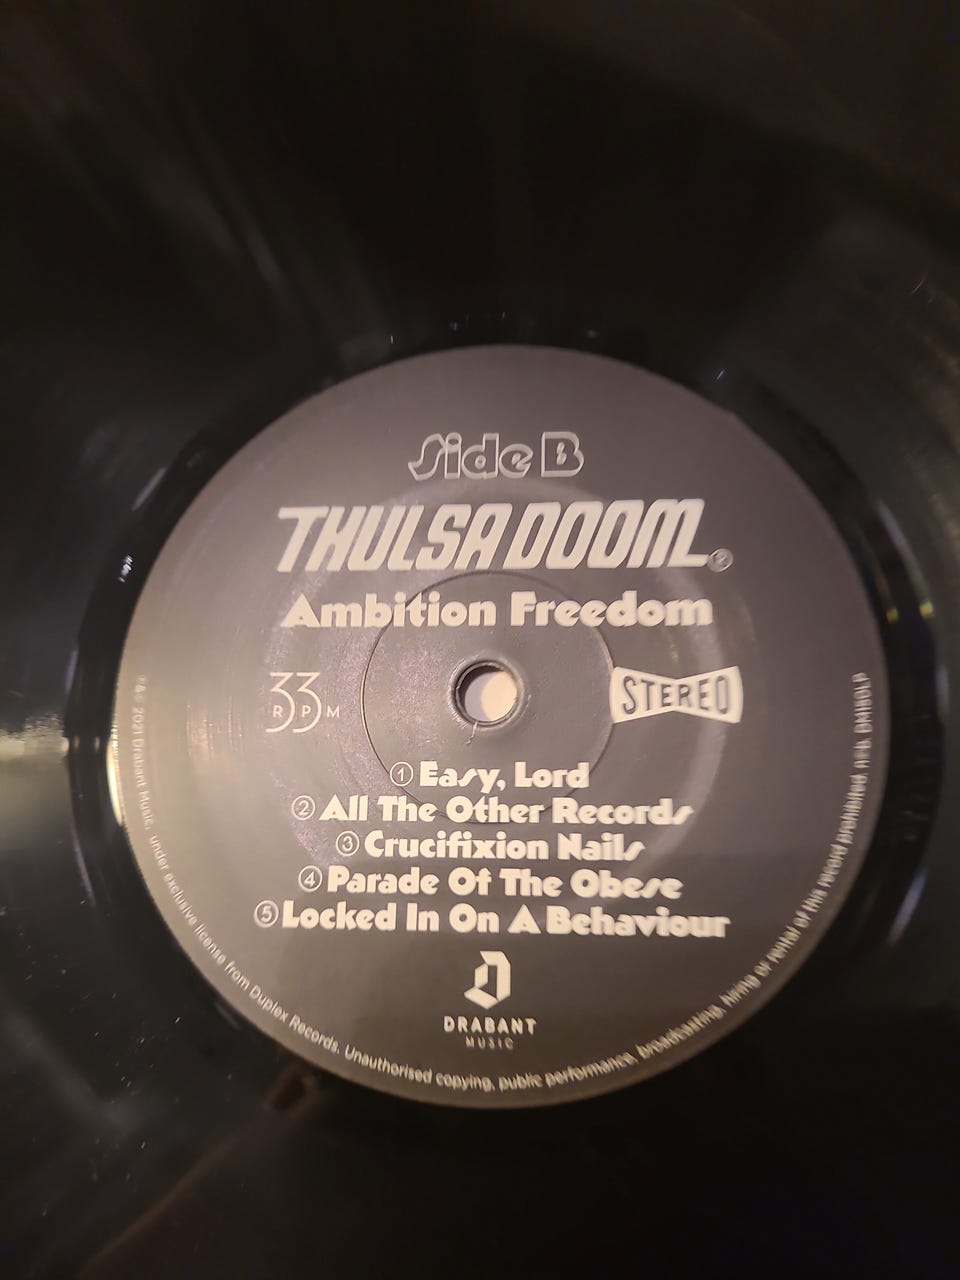 Side B
THULSA DOOM
Ambition Freedom
33
RPM
STEREO
1 Easy, Lord
2 All The Other Records
3 Crucifixion Nails
4 Parade Of The Obese
5 Locked In On A Behaviour
DRABANT
MUSIC
2021 Drabant Music, under exclusive license from Duplex Records. Unauthorised copying, public performance, broadcasting, hiring or rental of this record prohibited. DM180LP